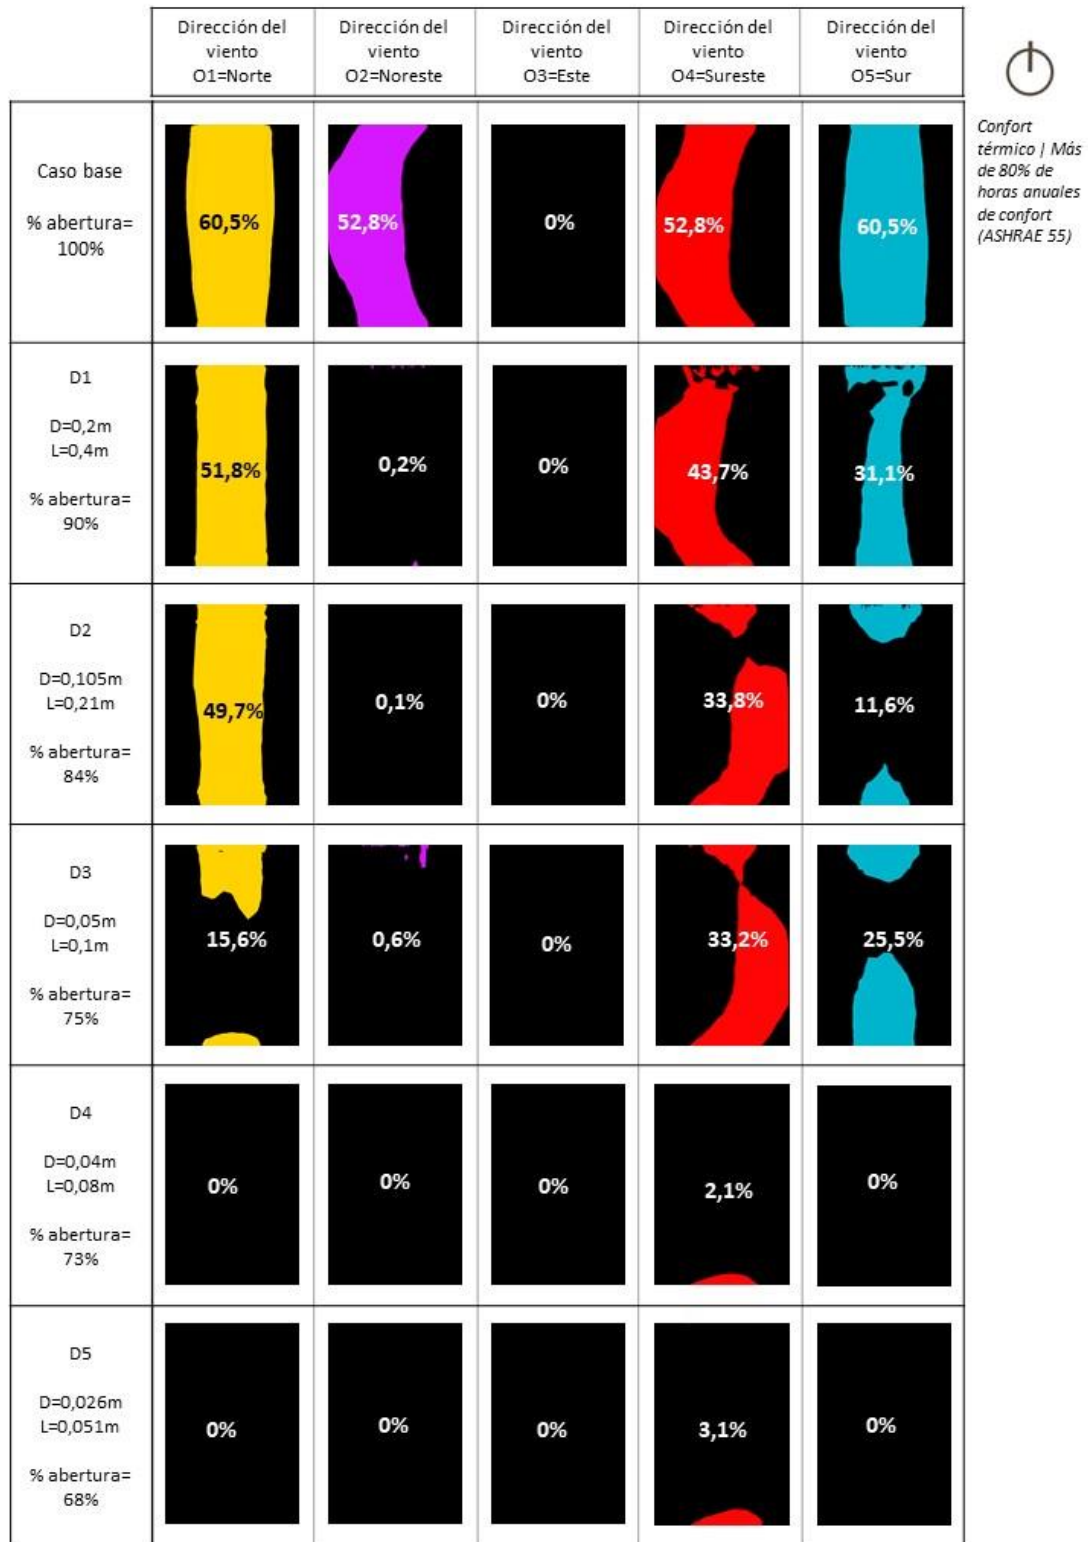 Dirección del
viento
O1=Norte
Dirección del
viento
O2=Noreste
Dirección del
viento
O3=Este
Dirección del
viento
O4=Sureste
Dirección del
viento
O5=Sur
Confort
térmico | Más
de 80% de
horas anuales
de confort
(ASHRAE 55)
Caso base
% abertura=
100%
60,5%
52,8%
0%
52,8%
60,5%
D1
D=0,2m
L=0,4m
% abertura=
90%
51,8%
0,2%
0%
43,7%
31,1%
D2
D=0,105m
L=0,21m
% abertura=
84%
49,7%
0,1%
0%
33,8%
11,6%
D3
D=0,05m
L=0,1m
% abertura=
75%
15,6%
0,6%
0%
33,2%
25,5%
D4
D=0,04m
L=0,08m
% abertura=
73%
0%
0%
0%
2,1%
0%
D5
D=0,026m
L=0,051m
% abertura=
68%
0%
0%
0%
3,1%
0%